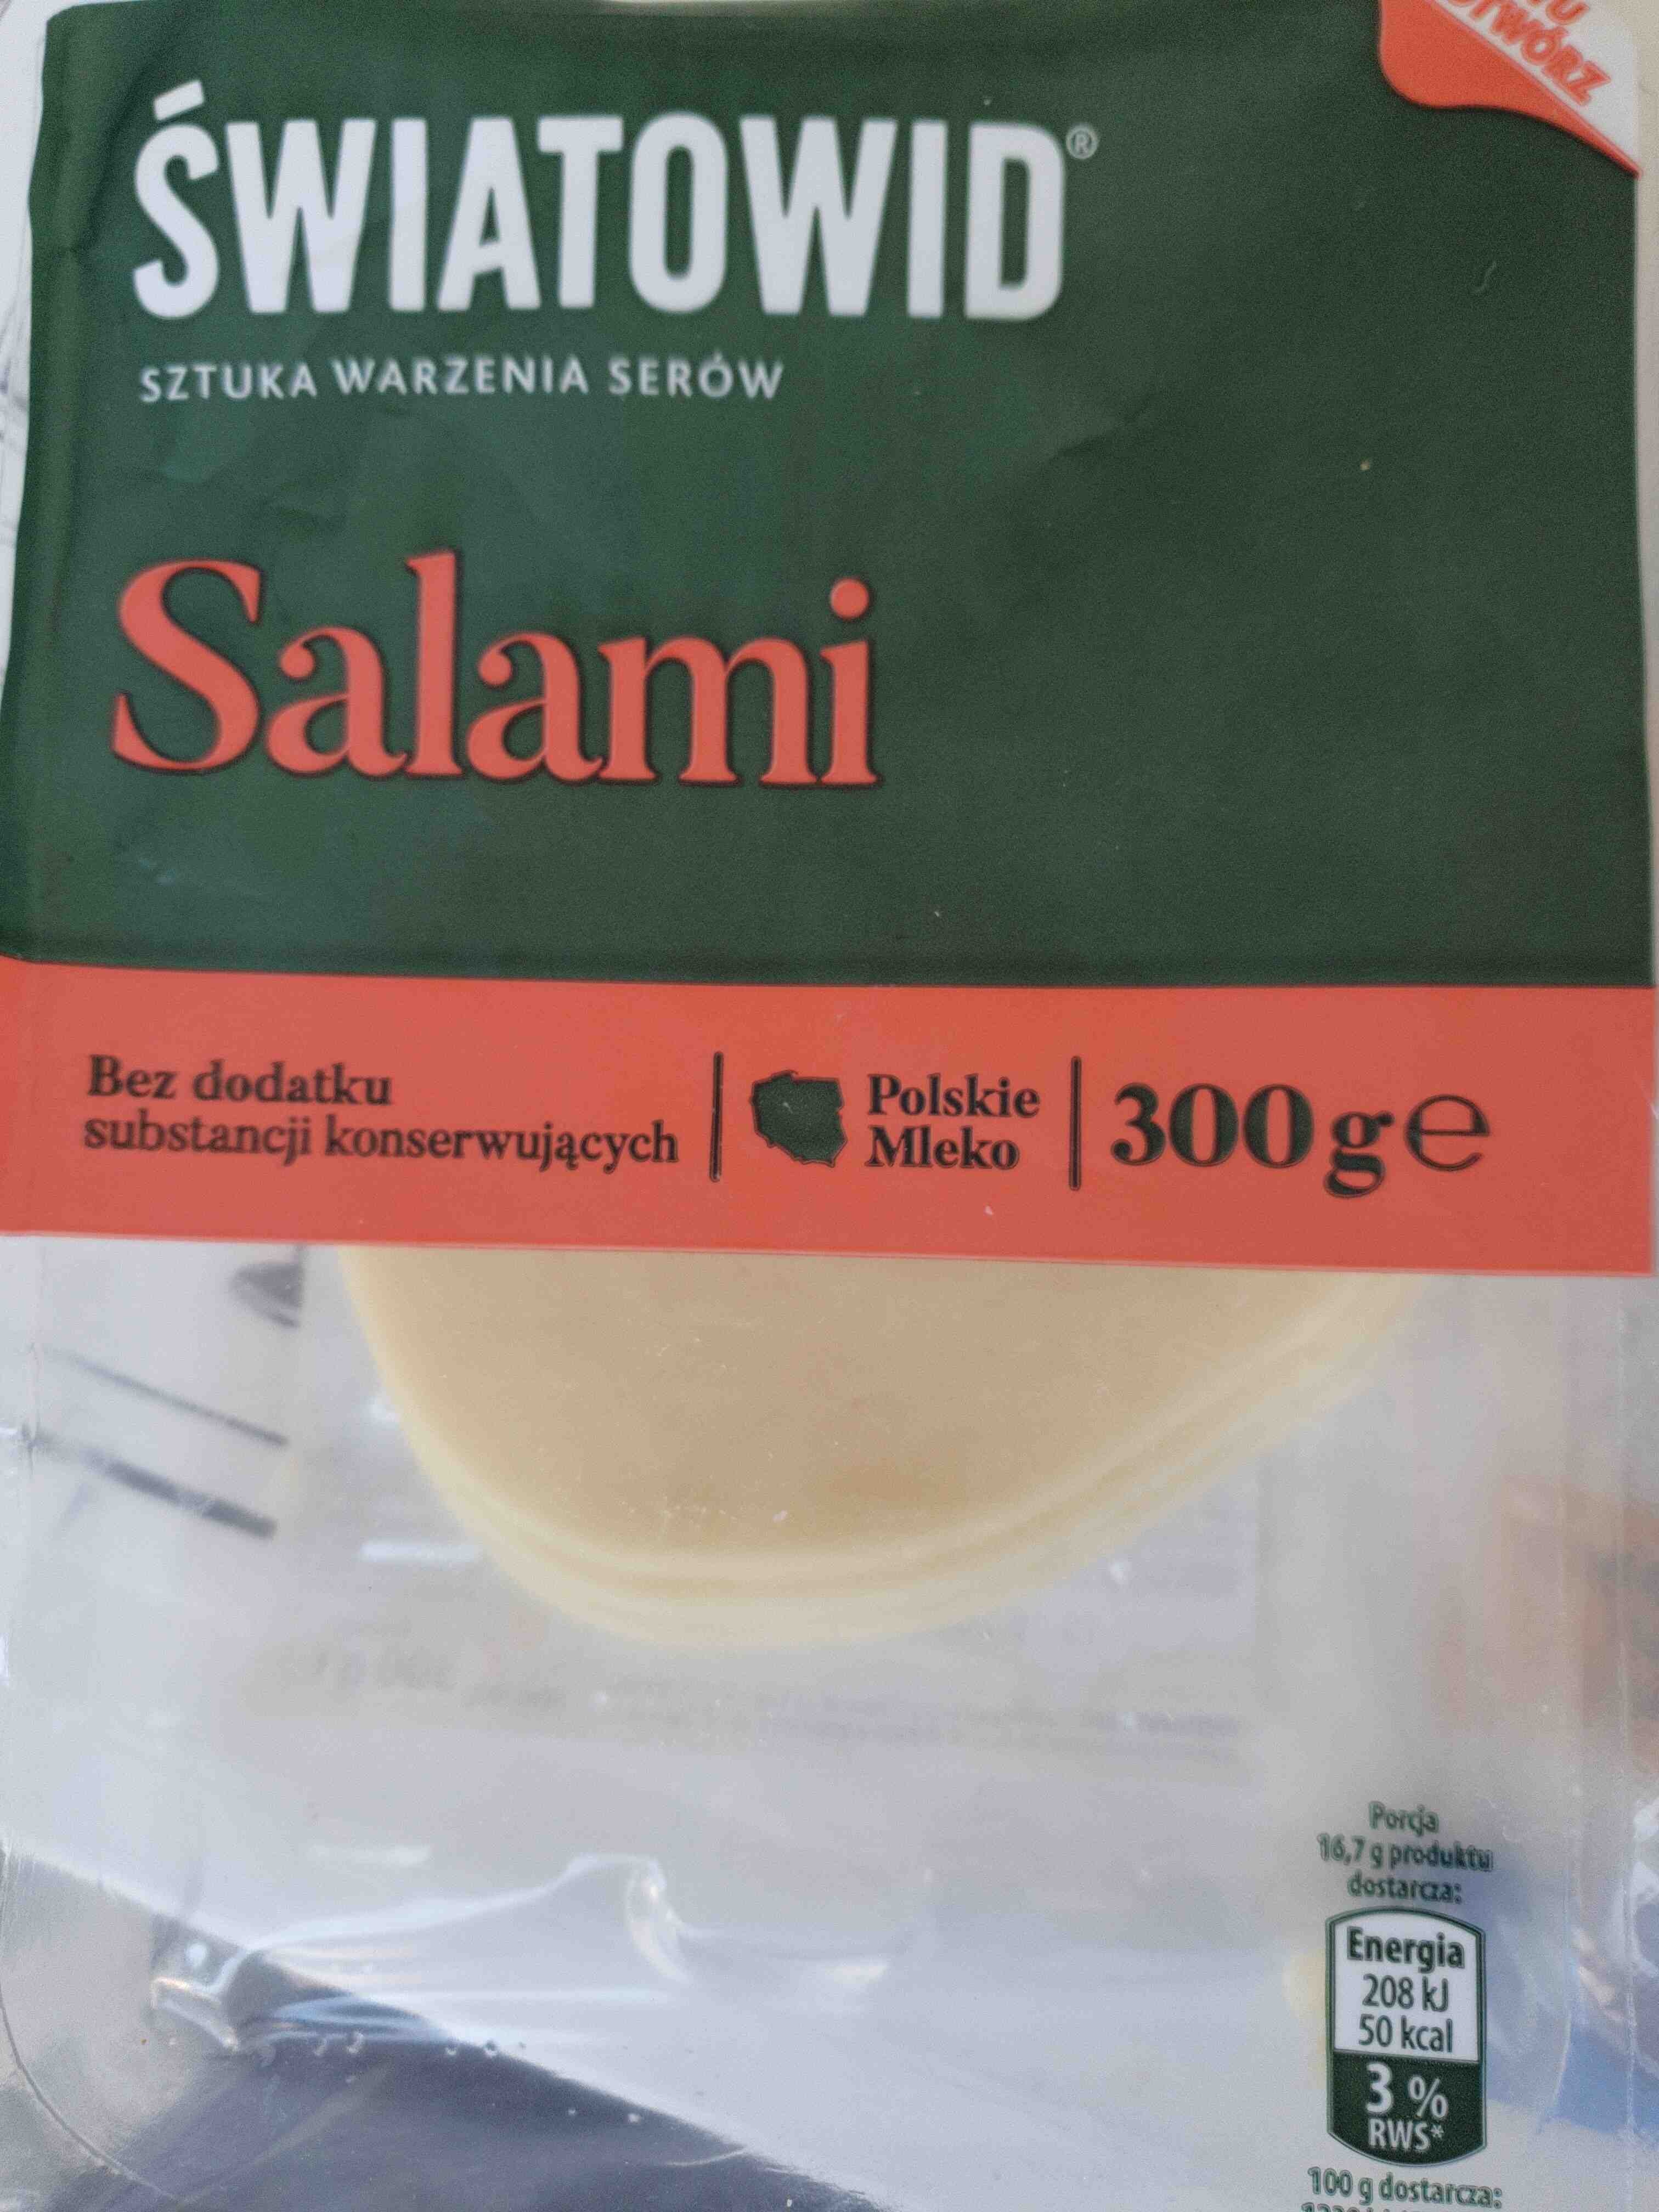 OTWÓRZ
ŚWIATOWID®
SZTUKA WARZENIA SERÓW
Salami
Bez dodatku
substancji konserwujących
Polskie
Mleko
300 g e
Porcja
16,7 g produktu
dostarcza:
Energia
208 kJ
50 kcal
3 %
RWS*
100 g dostarcza: